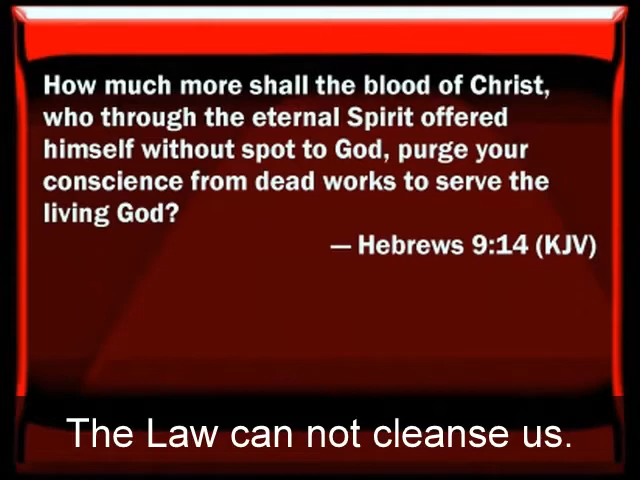 How much more shall the blood of Christ,
who through the eternal Spirit offered
himself without spot to God, purge your
conscience from dead works to serve the
living God?
— Hebrews 9:14 (KJV)
The Law can not cleanse us.